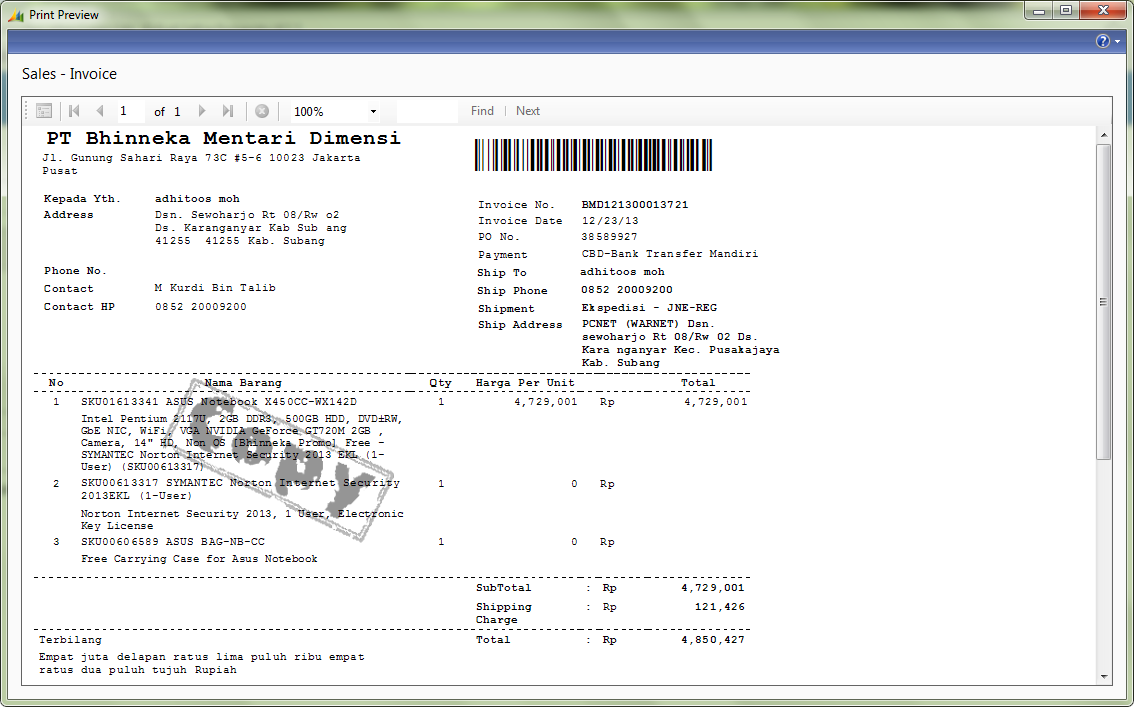 Print Preview
Sales - Invoice
1 of 1 100% Find Next
PT Bhinneka Mentari Dimensi
Jl. Gunung Sahari Raya 73C #5-6 10023 Jakarta
Pusat
Kepada Yth. adhitoos moh
Address Dsn. Sewoharjo Rt 08/Rw o2
Ds. Karanganyar Kab Sub ang
41255 41255 Kab. Subang
Phone No.
Contact M Kurdi Bin Talib
Contact HP 0852 20009200
Invoice No. BMD121300013721
Invoice Date 12/23/13
PO No. 38589927
Payment CBD-Bank Transfer Mandiri
Ship To adhitoos moh
Ship Phone 0852 20009200
Shipment Ekspedisi - JNE-REG
Ship Address PCNET (WARNET) Dsn.
sewoharjo Rt 08/Rw 02 Ds.
Kara nganyar Kec. Pusakajaya
Kab. Subang
No Nama Barang Qty Harga Per Unit Total
1 SKU01613341 ASUS Notebook X450CC-WX142D 1 4,729,001 Rp 4,729,001
Intel Pentium 2117U, 2GB DDR3, 500GB HDD, DVD±RW,
GbE NIC, WiFi, VGA NVIDIA GeForce GT720M 2GB ,
Camera, 14" HD, Non OS [Bhinneka Promo] Free -
SYMANTEC Norton Internet Security 2013 EKL (1-
User) (SKU00613317)
2 SKU00613317 SYMANTEC Norton Internet Security 1 0 Rp
2013EKL (1-User)
Norton Internet Security 2013, 1 User, Electronic
Key License
3 SKU00606589 ASUS BAG-NB-CC 1 0 Rp
Free Carrying Case for Asus Notebook
Copy
SubTotal : Rp 4,729,001
Shipping : Rp 121,426
Charge
Terbilang Total : Rp 4,850,427
Empat juta delapan ratus lima puluh ribu empat
ratus dua puluh tujuh Rupiah